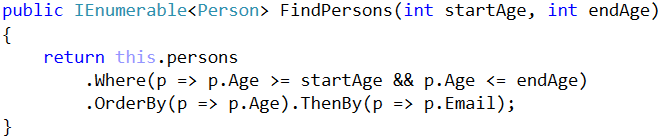 public IEnumerable<Person> FindPersons(int startAge, int endAge)
{
    return this.persons
        .Where(p => p.Age >= startAge && p.Age <= endAge)
        .OrderBy(p => p.Age).ThenBy(p => p.Email);
}